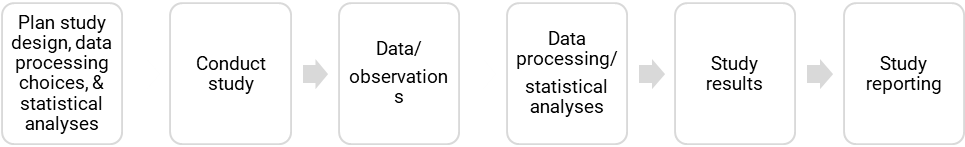 Plan study
design, data
processing
choices, &
statistical
analyses
Conduct
study
Data/
observation
s
Data
processing/
statistical
analyses
Study
results
Study
reporting